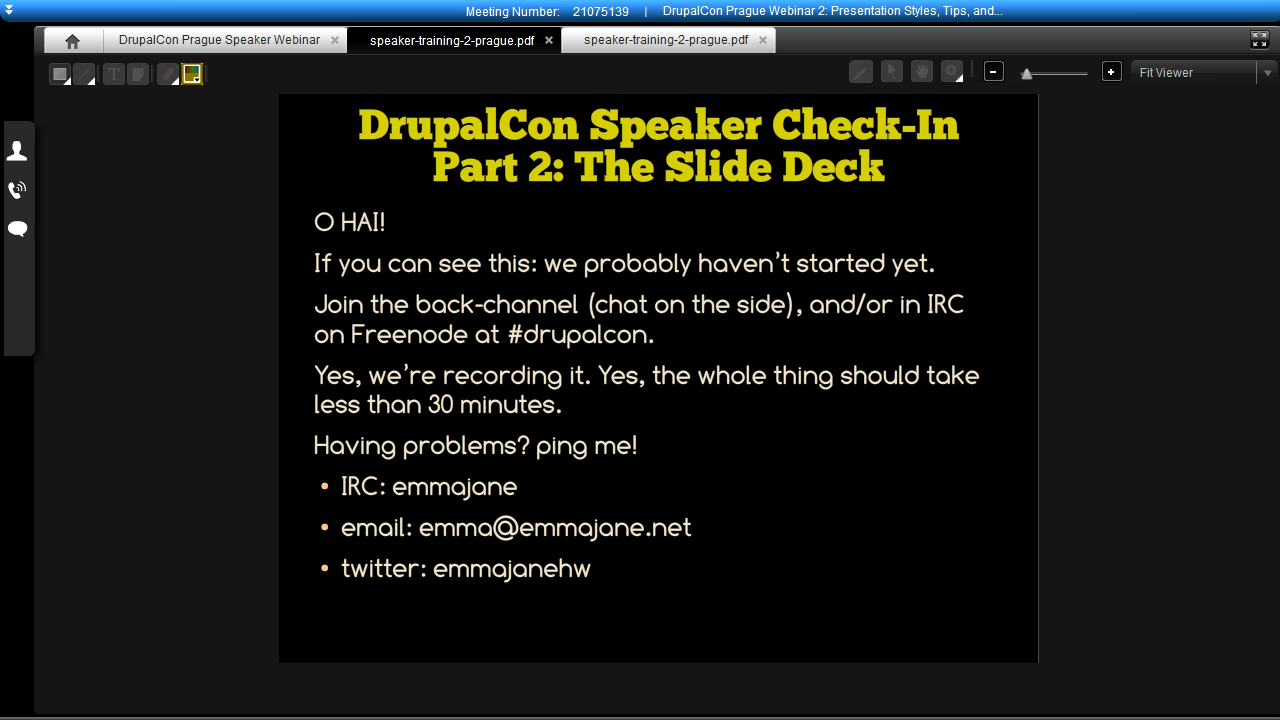 Meeting Number: 21075139 | DrupalCon Prague Webinar 2: Presentation Styles, Tips, and...
DrupalCon Prague Speaker Webinar × speaker-training-2-prague.pdf × speaker-training-2-prague.pdf ×
T Fit Viewer
DrupalCon Speaker Check-In
Part 2: The Slide Deck
O HAI!
If you can see this: we probably haven't started yet.
Join the back-channel (chat on the side), and/or in IRC
on Freenode at #drupalcon.
Yes, we're recording it. Yes, the whole thing should take
less than 30 minutes.
Having problems? ping me!
• IRC: emmajane
• email: emma@emmajane.net
• twitter: emmajanehw